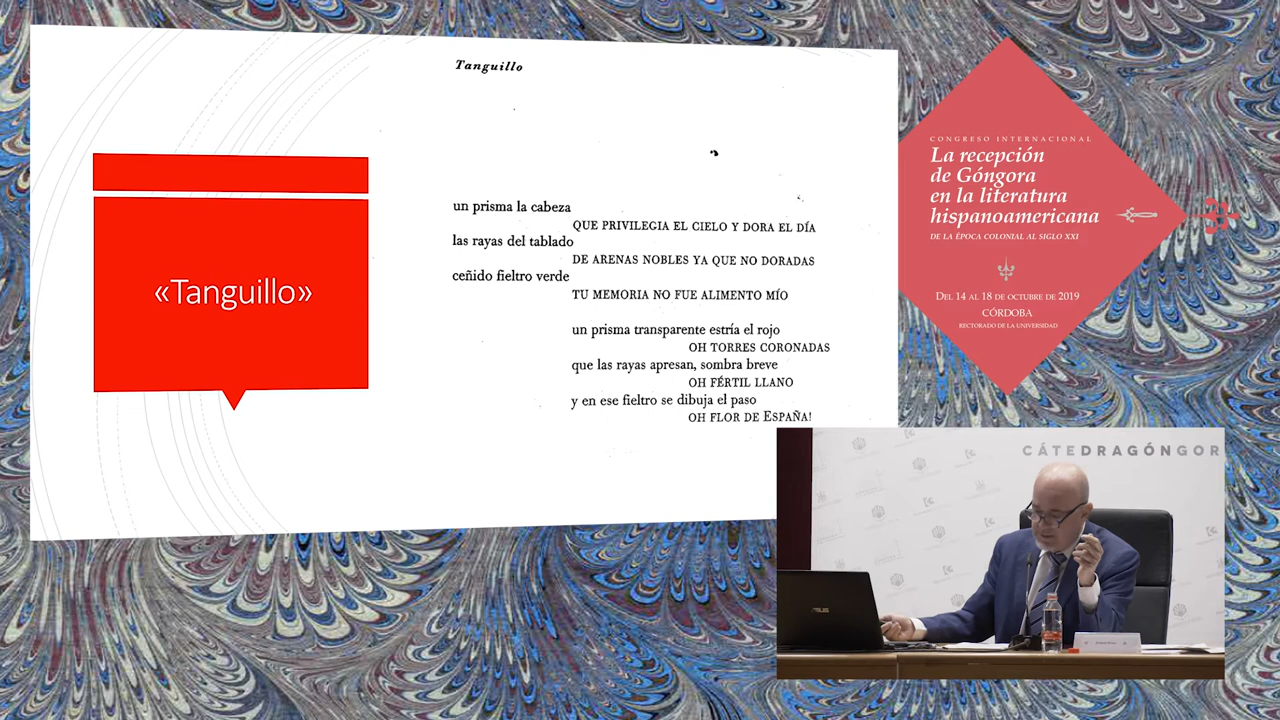 Tanguillo
«Tanguillo»
un prisma la cabeza
QUE PRIVILEGIA EL CIELO Y DORA EL DÍA
las rayas del tablado
DE ARENAS NOBLES YA QUE NO DORADAS
ceñido fieltro verde
TU MEMORIA NO FUE ALIMENTO MÍO
un prisma transparente estría el rojo
OH TORRES CORONADAS
que las rayas apresan, sombra breve
OH FÉRTIL LLANO
y en ese fieltro se dibuja el paso
OH FLOR DE ESPAÑA!
CONGRESO INTERNACIONAL
La recepción
de Góngora
en la literatura
hispanoamericana
DE LA ÉPOCA COLONIAL AL SIGLO XXI
DEL 14 AL 18 DE OCTUBRE DE 2019
CÓRDOBA
RECTORADO DE LA UNIVERSIDAD
CÁTEDRAGÓNGOR
ASUS